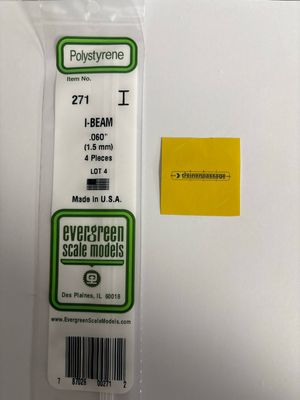 Polystyrene
Item No.
271
I-BEAM
.060"
(1.5 mm)
4 Pieces
LOT 4
Made in U.S.A.
evergreen
scale models
Des Plaines, IL 60018
www.EvergreenScaleModels.com
7 87026 00271 2